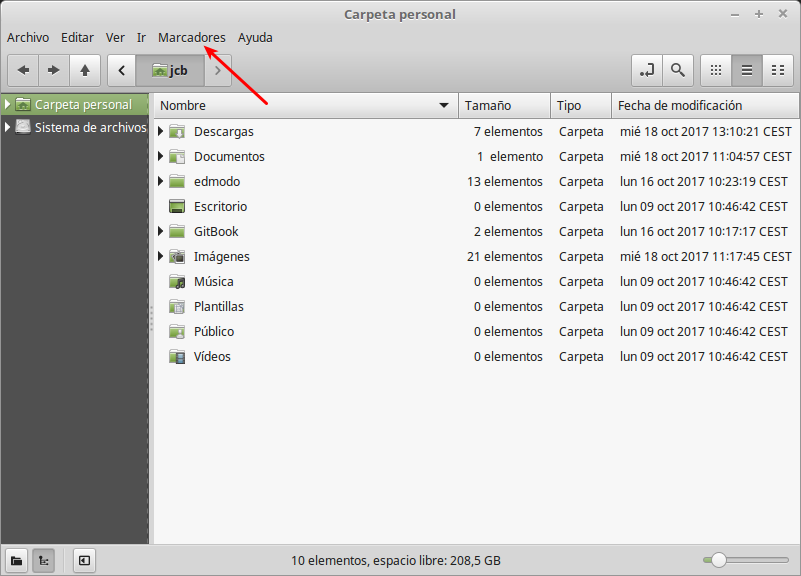 Carpeta personal
Archivo Editar Ver Ir Marcadores Ayuda
jcb
Carpeta personal
Sistema de archivos
Nombre Tamaño Tipo Fecha de modificación
Descargas 7 elementos Carpeta mié 18 oct 2017 13:10:21 CEST
Documentos 1 elemento Carpeta mié 18 oct 2017 11:04:57 CEST
edmodo 13 elementos Carpeta lun 16 oct 2017 10:23:19 CEST
Escritorio 0 elementos Carpeta lun 09 oct 2017 10:46:42 CEST
GitBook 2 elementos Carpeta lun 16 oct 2017 10:17:17 CEST
Imágenes 21 elementos Carpeta mié 18 oct 2017 11:17:45 CEST
Música 0 elementos Carpeta lun 09 oct 2017 10:46:42 CEST
Plantillas 0 elementos Carpeta lun 09 oct 2017 10:46:42 CEST
Público 0 elementos Carpeta lun 09 oct 2017 10:46:42 CEST
Vídeos 0 elementos Carpeta lun 09 oct 2017 10:46:42 CEST
10 elementos, espacio libre: 208,5 GB